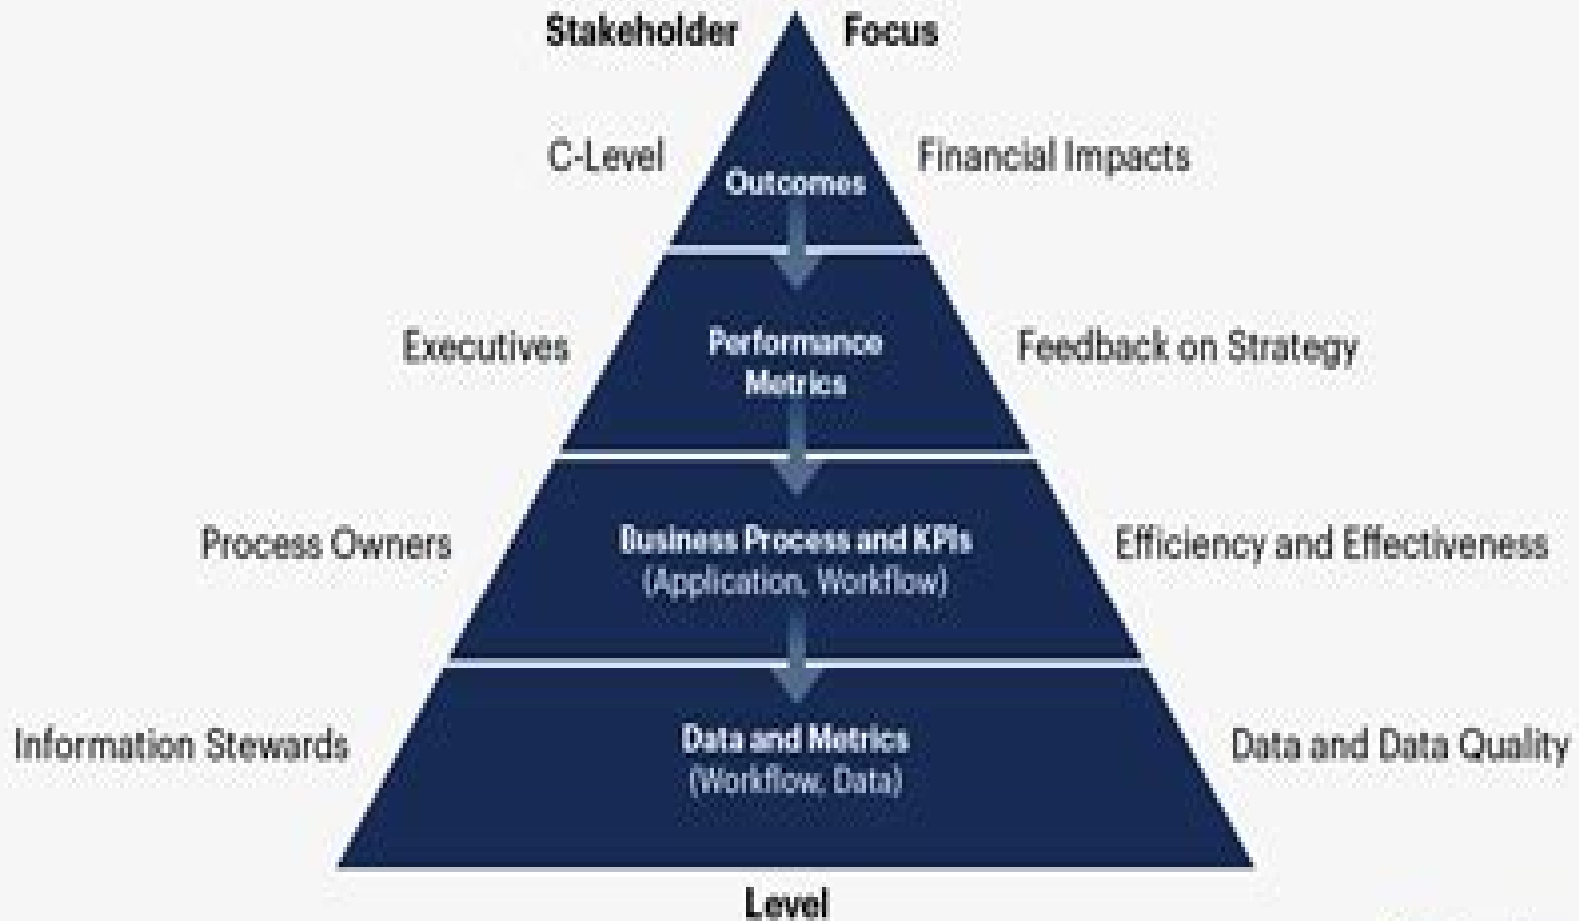 Stakeholder Focus
C-Level
Outcomes
Financial Impacts
Executives
Performance
Metrics
Feedback on Strategy
Process Owners
Business Process and KPIs
(Application, Workflow)
Efficiency and Effectiveness
Information Stewards
Data and Metrics
(Workflow, Data)
Data and Data Quality
Level